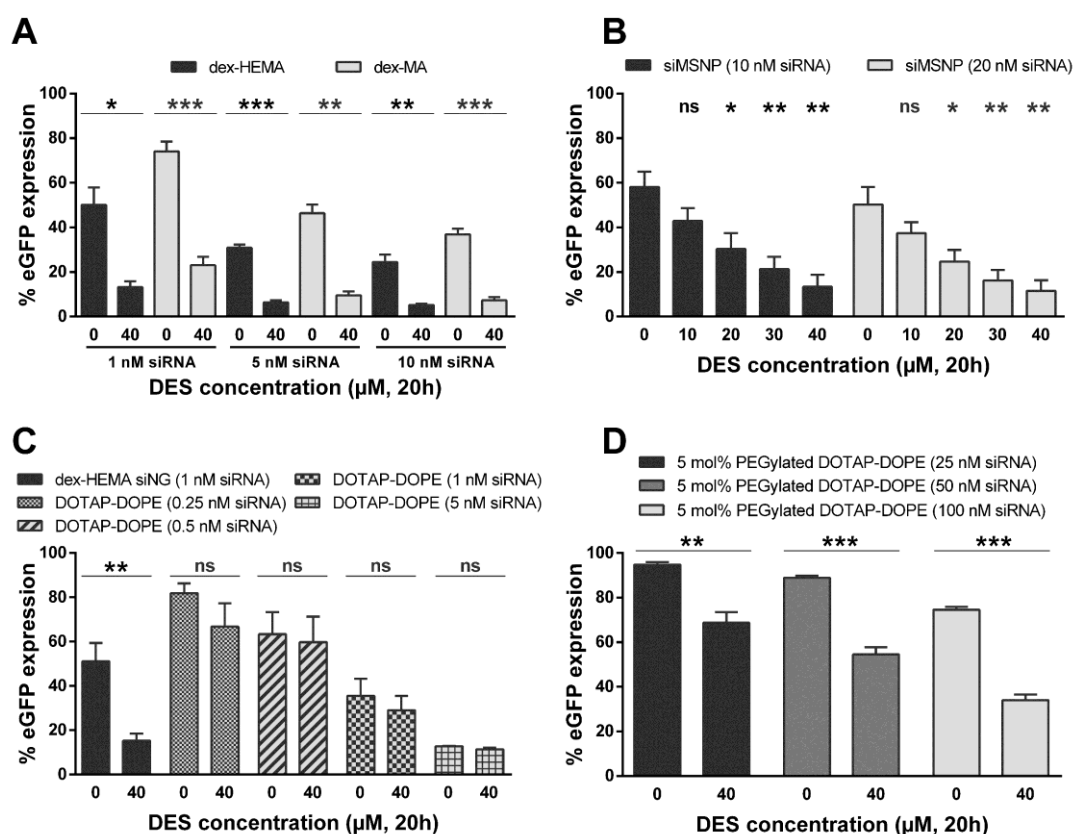 A
dex-HEMA dex-MA
100
80
60
40
20
0
% eGFP expression
* *** *** ** ** ***
0 40 0 40 0 40 0 40 0 40 0 40
1 nM siRNA 5 nM siRNA 10 nM siRNA
DES concentration (µM, 20h)
B
siMSNP (10 nM siRNA) siMSNP (20 nM siRNA)
100
80
60
40
20
0
% eGFP expression
ns * ** ** ns * ** **
0 10 20 30 40 0 10 20 30 40
DES concentration (µM, 20h)
C
dex-HEMA siNG (1 nM siRNA) DOTAP-DOPE (1 nM siRNA)
DOTAP-DOPE (0.25 nM siRNA) DOTAP-DOPE (5 nM siRNA)
DOTAP-DOPE (0.5 nM siRNA)
100
80
60
40
20
0
% eGFP expression
** ns ns ns ns
0 40 0 40 0 40 0 40 0 40
DES concentration (µM, 20h)
D
5 mol% PEGylated DOTAP-DOPE (25 nM siRNA)
5 mol% PEGylated DOTAP-DOPE (50 nM siRNA)
5 mol% PEGylated DOTAP-DOPE (100 nM siRNA)
100
80
60
40
20
0
% eGFP expression
** *** ***
0 40 0 40 0 40
DES concentration (µM, 20h)